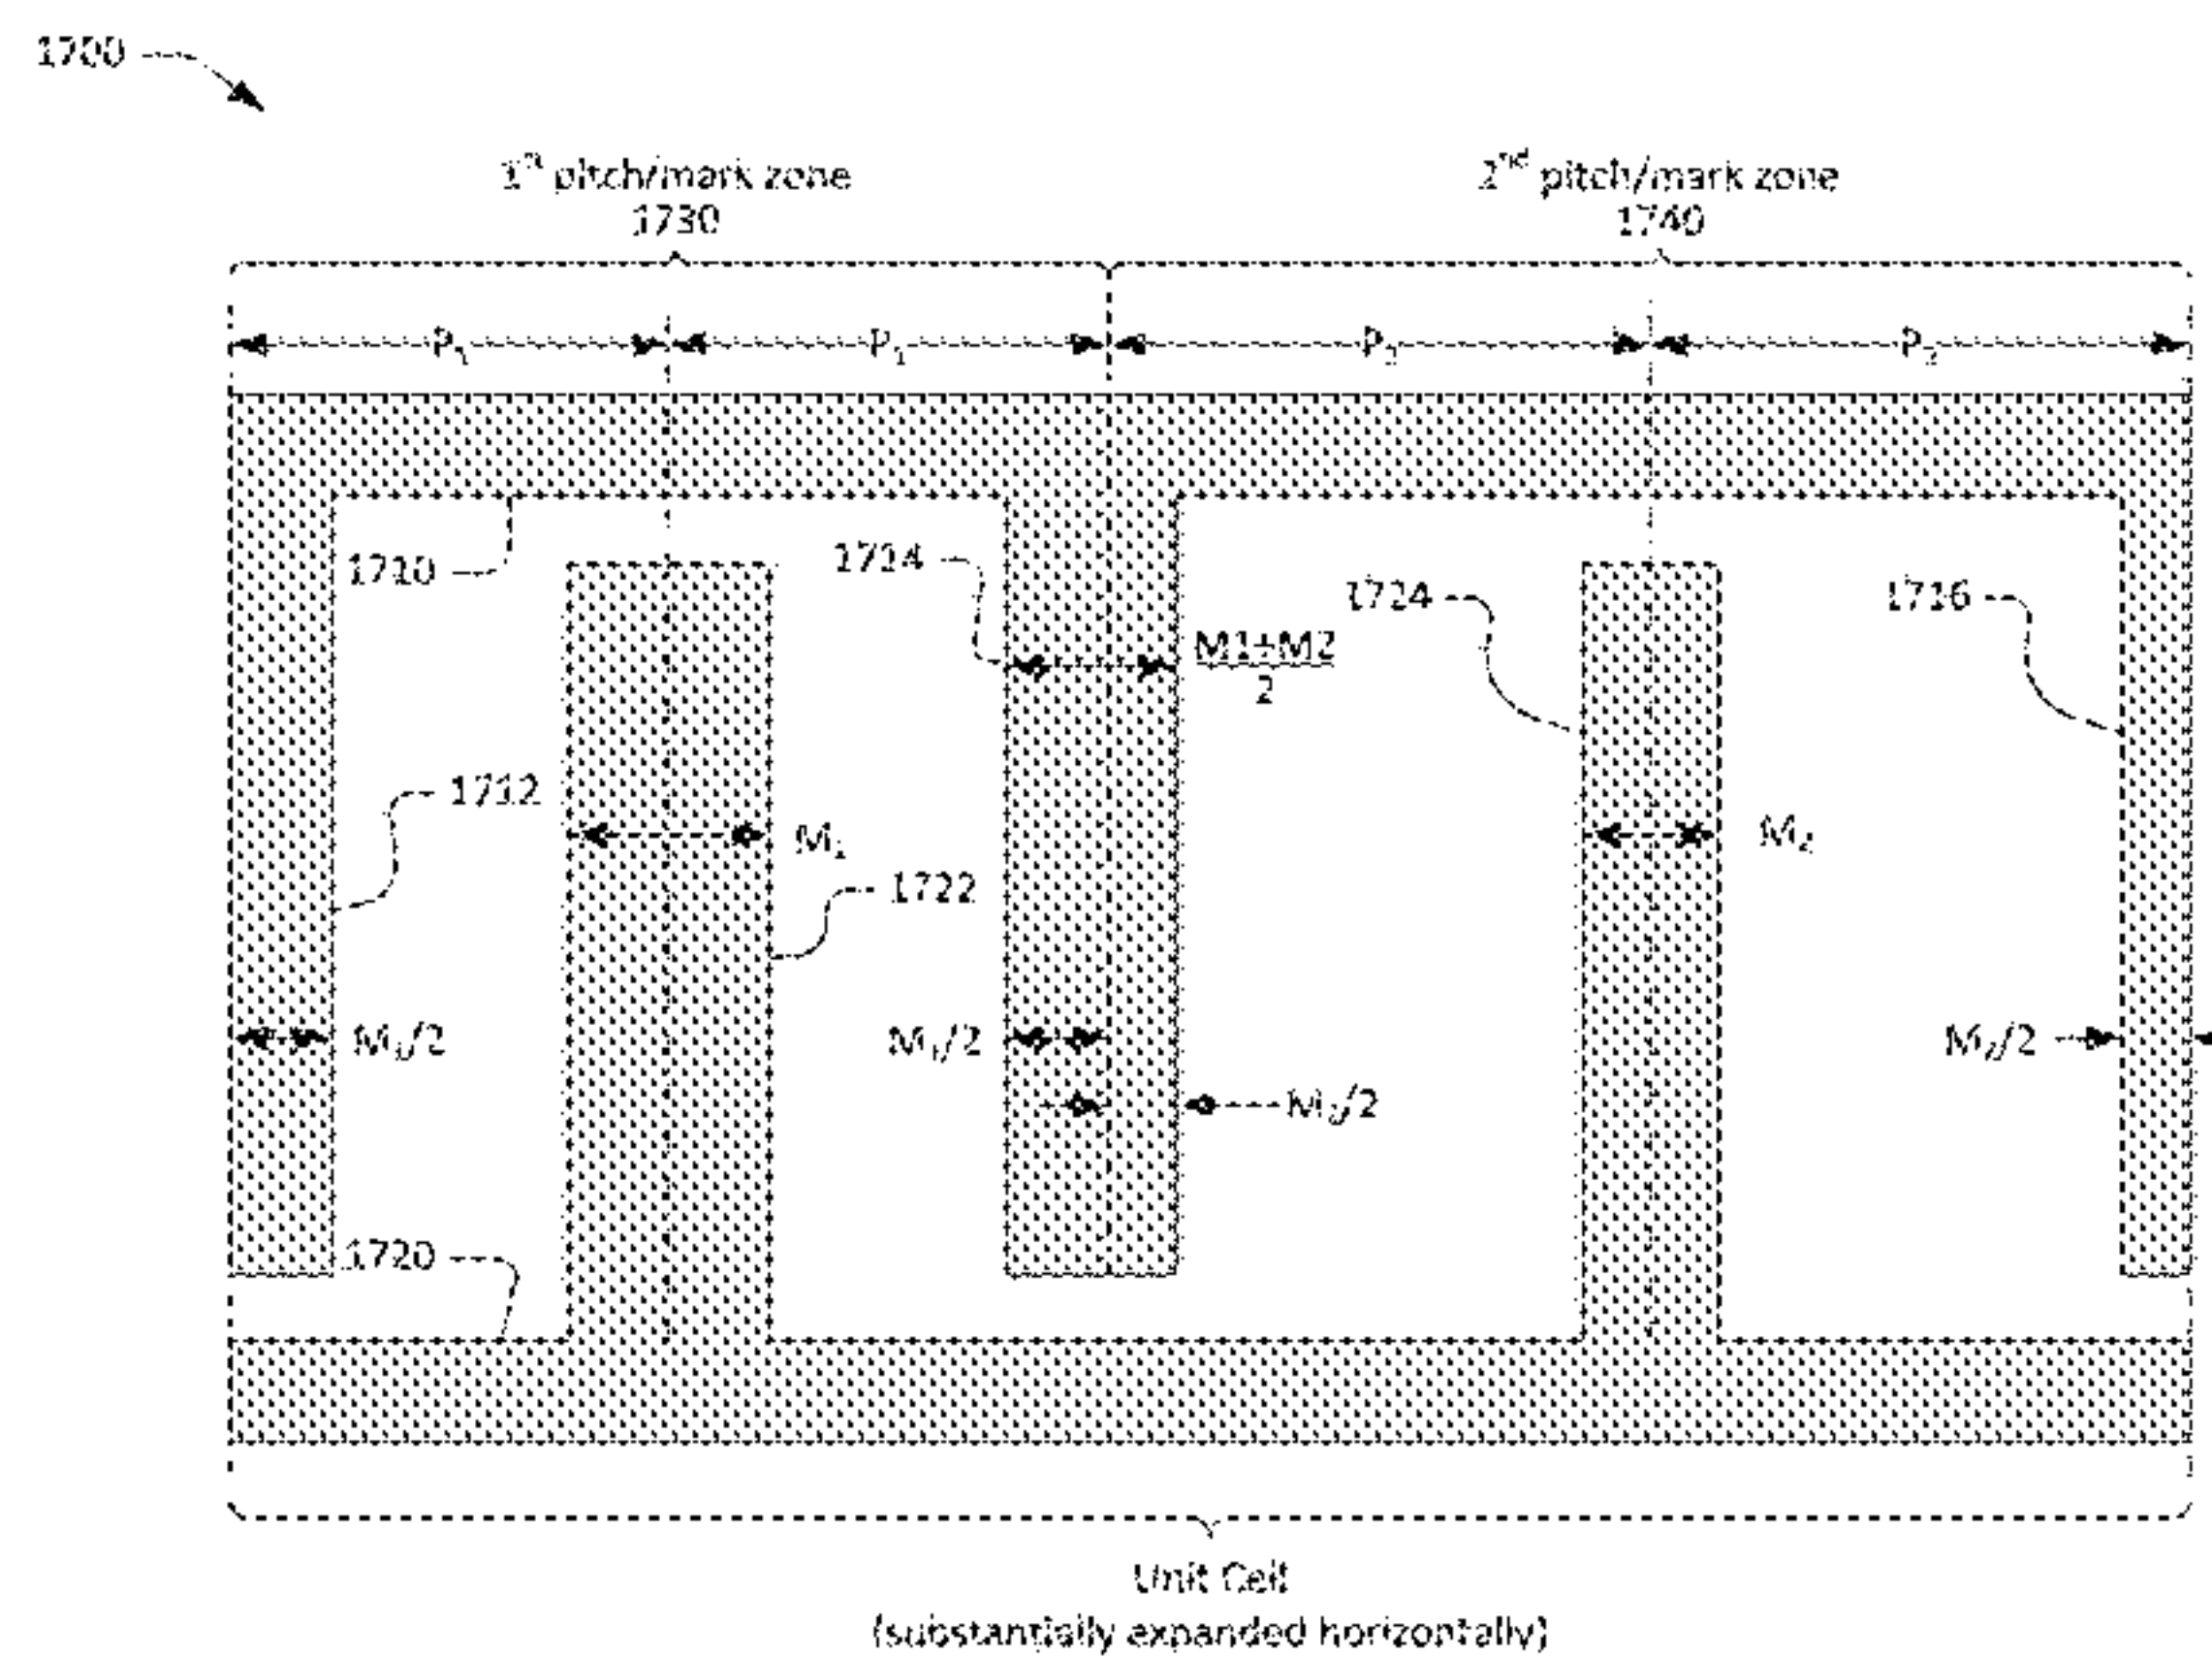 1700
1st pitch/mark zone
1730
2nd pitch/mark zone
1740
P1
P1
P2
P2
1710
1714
1724
1716
M1+M2
2
1712
M1
M2
1722
M1/2
M1/2
M2/2
M2/2
1720
Unit Cell
(substantially expanded horizontally)